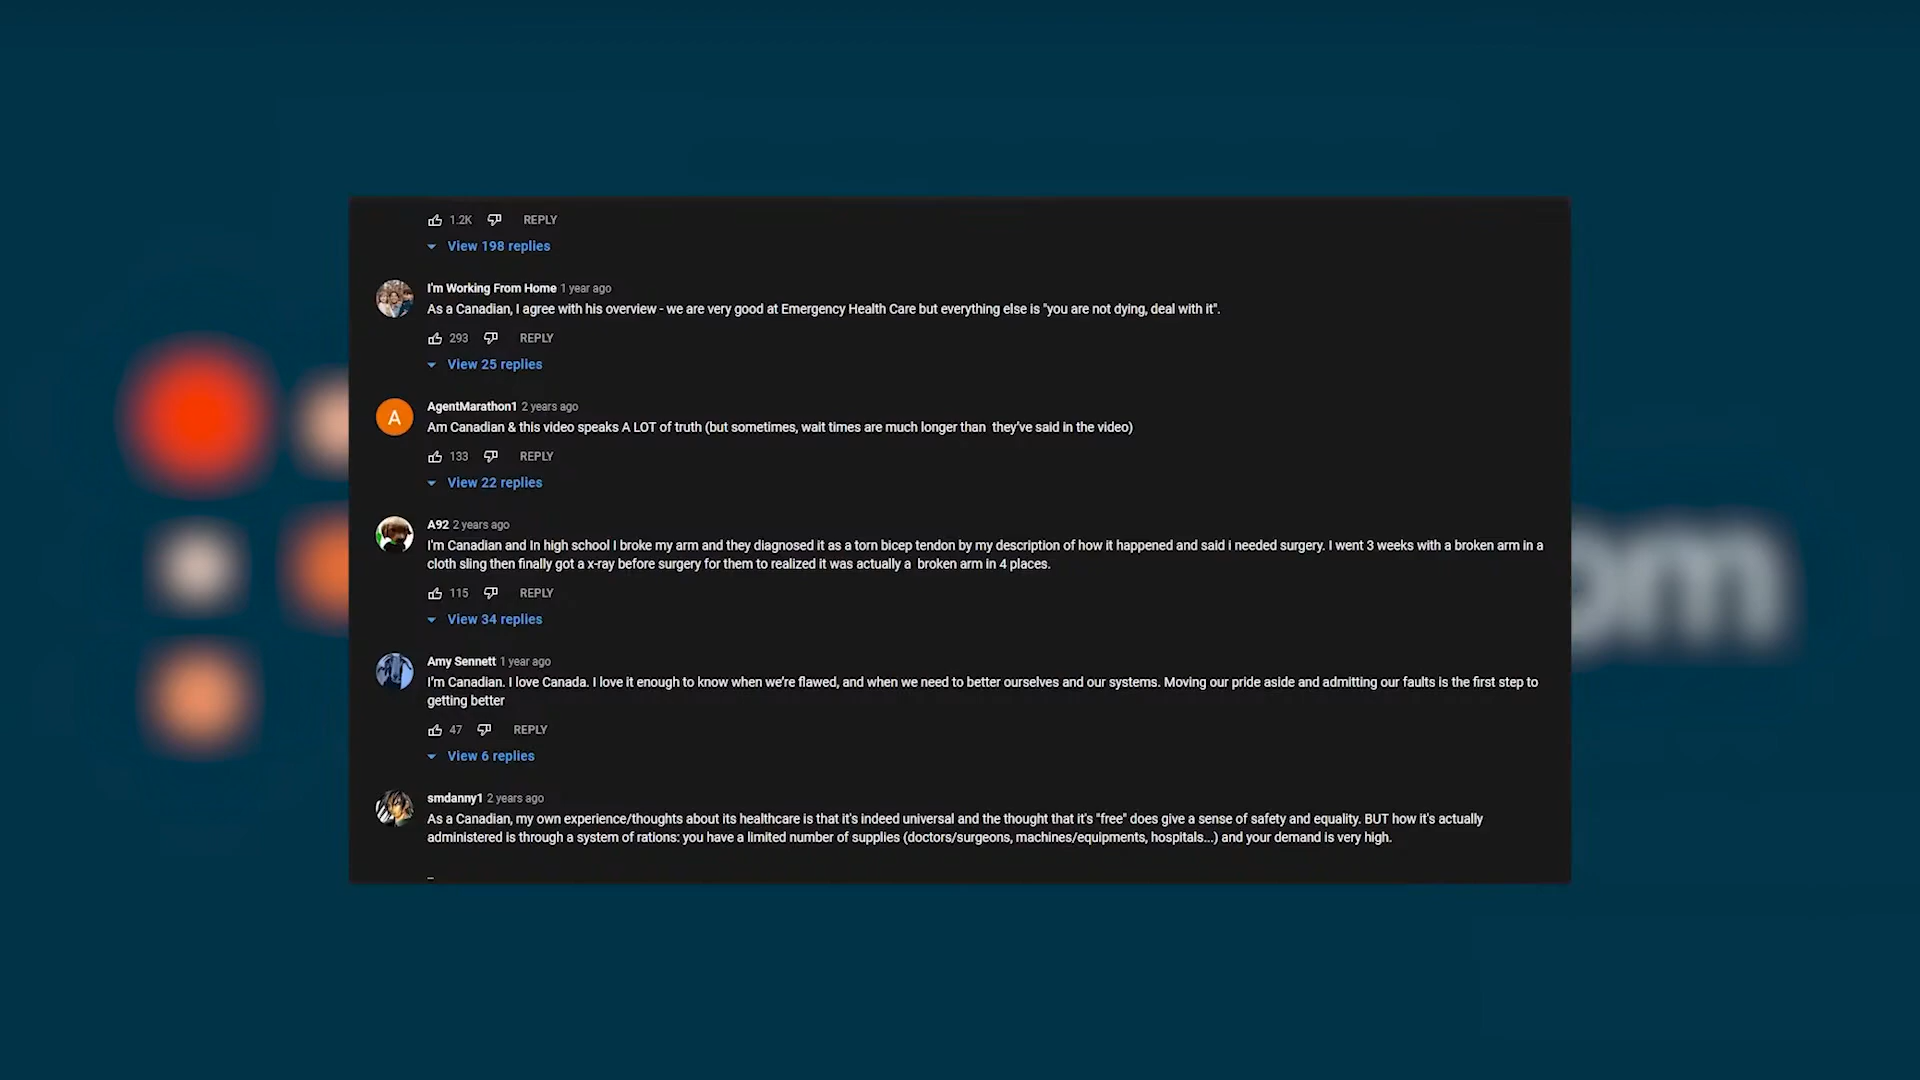 1.2K REPLY
View 198 replies
I'm Working From Home 1 year ago
As a Canadian, I agree with his overview - we are very good at Emergency Health Care but everything else is "you are not dying, deal with it".
293 REPLY
View 25 replies
A
AgentMarathon1 2 years ago
Am Canadian & this video speaks A LOT of truth (but sometimes, wait times are much longer than they've said in the video)
133 REPLY
View 22 replies
A92 2 years ago
I'm Canadian and In high school I broke my arm and they diagnosed it as a torn bicep tendon by my description of how it happened and said i needed surgery. I went 3 weeks with a broken arm in a
cloth sling then finally got a x-ray before surgery for them to realized it was actually a broken arm in 4 places.
115 REPLY
View 34 replies
Amy Sennett 1 year ago
I'm Canadian. I love Canada. I love it enough to know when we're flawed, and when we need to better ourselves and our systems. Moving our pride aside and admitting our faults is the first step to
getting better
47 REPLY
View 6 replies
smdanny1 2 years ago
As a Canadian, my own experience/thoughts about its healthcare is that it's indeed universal and the thought that it's "free" does give a sense of safety and equality. BUT how it's actually
administered is through a system of rations: you have a limited number of supplies (doctors/surgeons, machines/equipments, hospitals...) and your demand is very high.
_
om